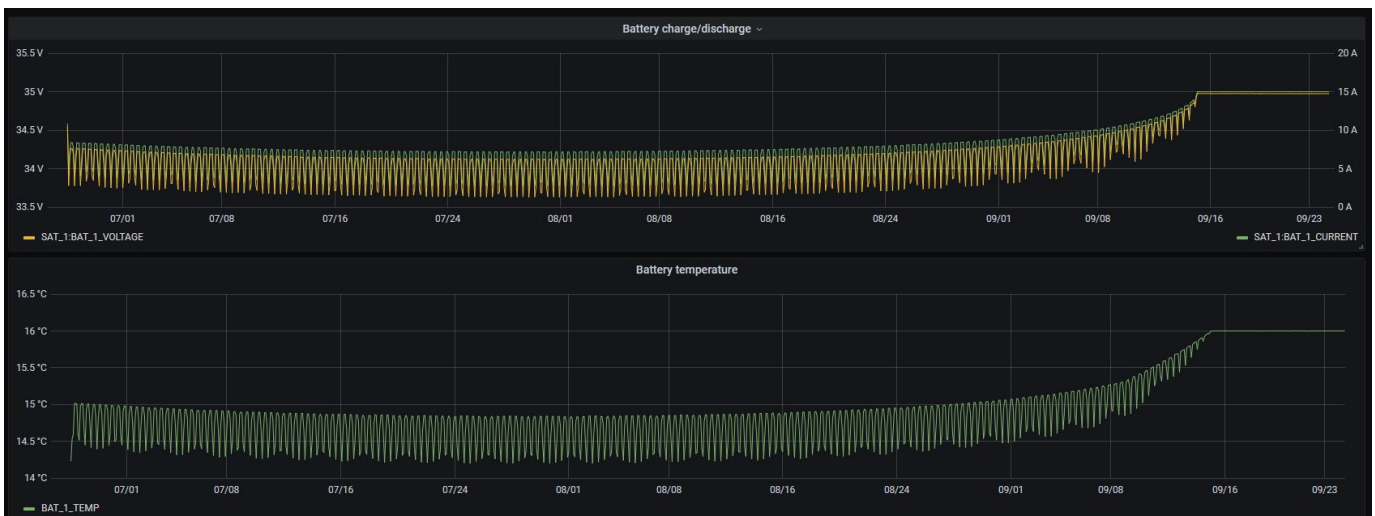 Battery charge/discharge
35.5 V 20 A
35 V 15 A
34.5 V 10 A
34 V 5 A
33.5 V 0 A
07/01 07/08 07/16 07/24 08/01 08/08 08/16 08/24 09/01 09/08 09/16 09/23
SAT_1:BAT_1_VOLTAGE SAT_1:BAT_1_CURRENT
Battery temperature
16.5 °C
16 °C
15.5 °C
15 °C
14.5 °C
14 °C
07/01 07/08 07/16 07/24 08/01 08/08 08/16 08/24 09/01 09/08 09/16 09/23
BAT_1_TEMP